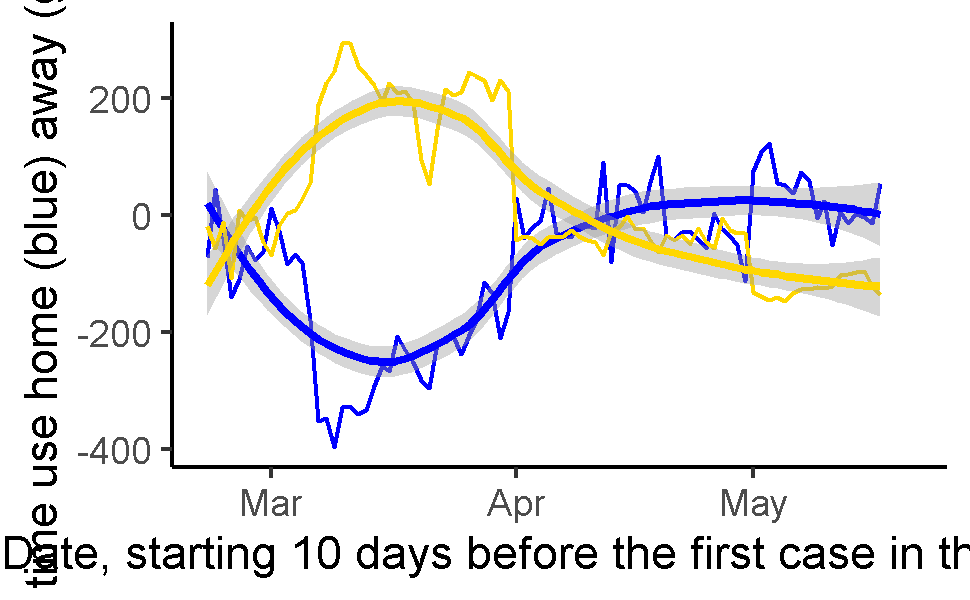 time use home (blue) away (
200
0
-200
-400
Mar Apr May
Date, starting 10 days before the first case in th